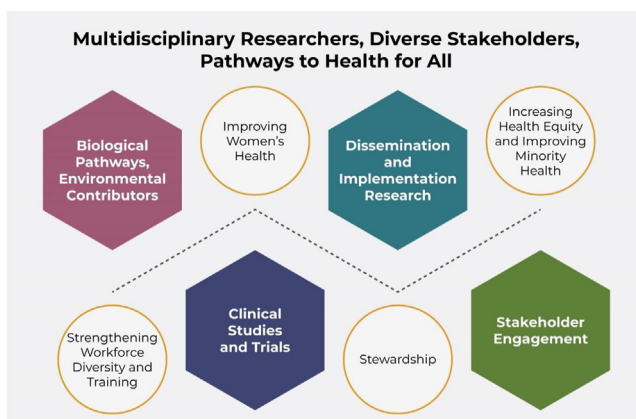 Multidisciplinary Researchers, Diverse Stakeholders,
Pathways to Health for All
Biological
Pathways,
Environmental
Contributors
Improving
Women's
Health
Dissemination
and
Implementation
Research
Increasing
Health Equity
and Improving
Minority
Health
Strengthening
Workforce
Diversity and
Training
Clinical
Studies
and Trials
Stewardship
Stakeholder
Engagement